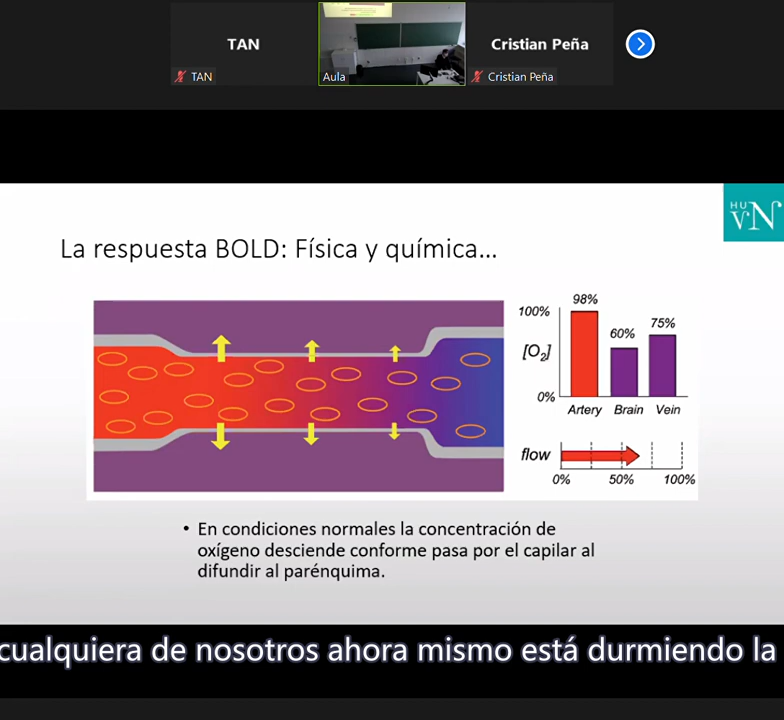 TAN
Cristian Peña
TAN
Aula
Cristian Peña
HU
VN
La respuesta BOLD: Física y química...
98%
100%
75%
60%
[O₂]
0%
Artery Brain Vein
flow
0% 50% 100%
• En condiciones normales la concentración de
oxígeno desciende conforme pasa por el capilar al
difundir al parénquima.
cualquiera de nosotros ahora mismo está durmiendo la